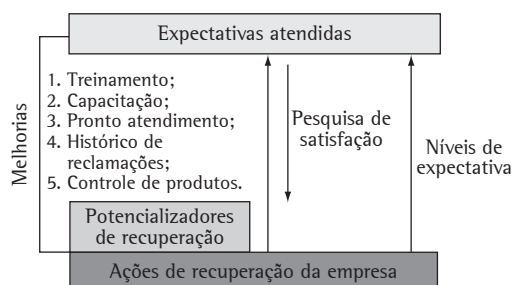 Expectativas atendidas
Melhorias
1. Treinamento;
2. Capacitação;
3. Pronto atendimento;
4. Histórico de
reclamações;
5. Controle de produtos.
Pesquisa de
satisfação
Níveis de
expectativa
Potencializadores
de recuperação
Ações de recuperação da empresa